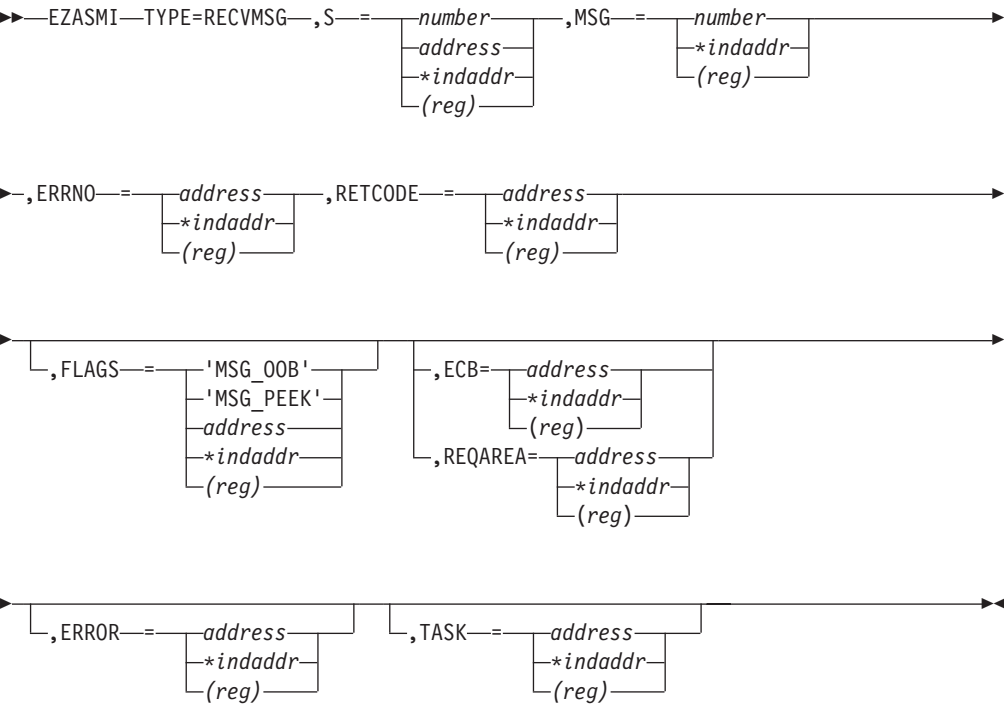 EZASMI TYPE=RECVMSG ,S = number ,MSG = number
address *indaddr
*indaddr (reg)
(reg)
,ERRNO = address ,RETCODE = address
*indaddr *indaddr
(reg) (reg)
,FLAGS = 'MSG_OOB' ,ECB= address
'MSG_PEEK' *indaddr
address (reg)
*indaddr ,REQAREA= address
(reg) *indaddr
(reg)
,ERROR = address ,TASK = address
*indaddr *indaddr
(reg) (reg)